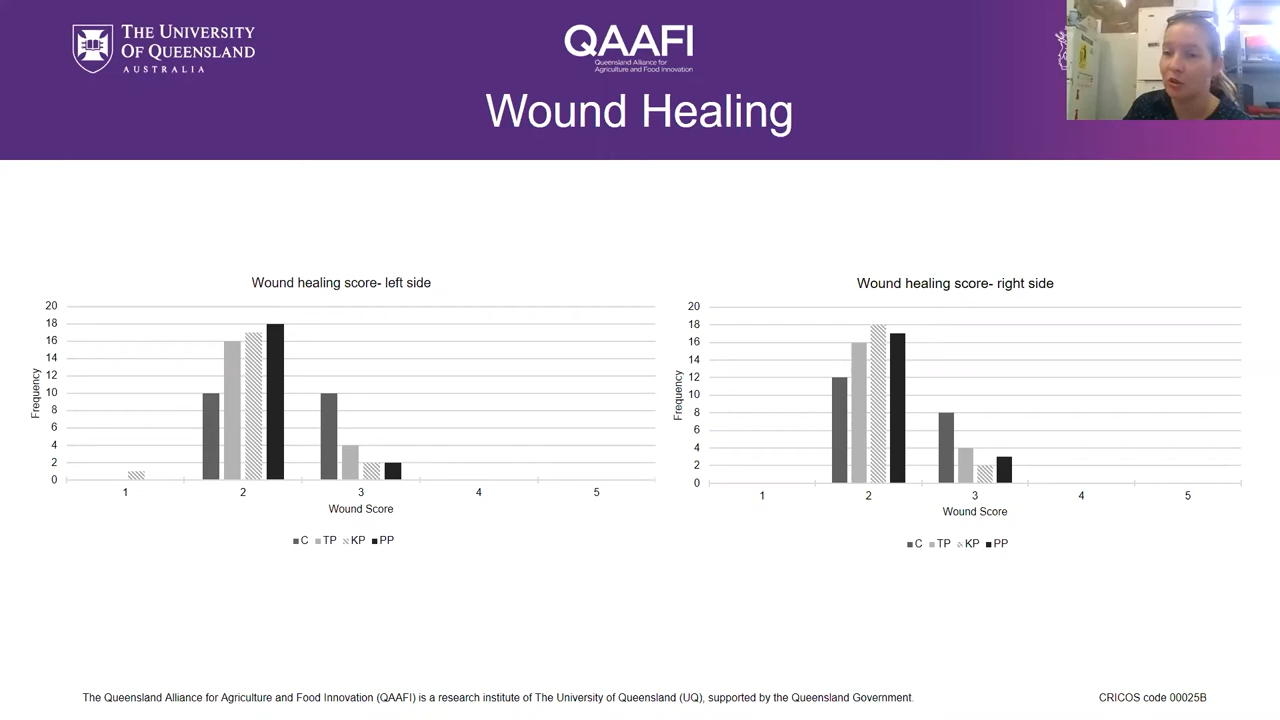 THE UNIVERSITY
OF QUEENSLAND
AUSTRALIA
QAAFI
Queensland Alliance for
Agriculture and Food Innovation
Wound Healing
Wound healing score- left side
20
18
16
14
12
10
8
6
4
2
0
Frequency
1 2 3 4 5
Wound Score
C TP KP PP
Wound healing score- right side
20
18
16
14
12
10
8
6
4
2
0
Frequency
1 2 3 4 5
Wound Score
C TP KP PP
The Queensland Alliance for Agriculture and Food Innovation (QAAFI) is a research institute of The University of Queensland (UQ), supported by the Queensland Government.
CRICOS code 00025B